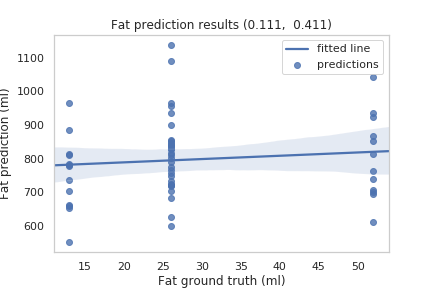 Fat prediction results (0.111,  0.411)
fitted line
predictions
Fat prediction (ml)
1100
1000
900
800
700
600
15 20 25 30 35 40 45 50
Fat ground truth (ml)